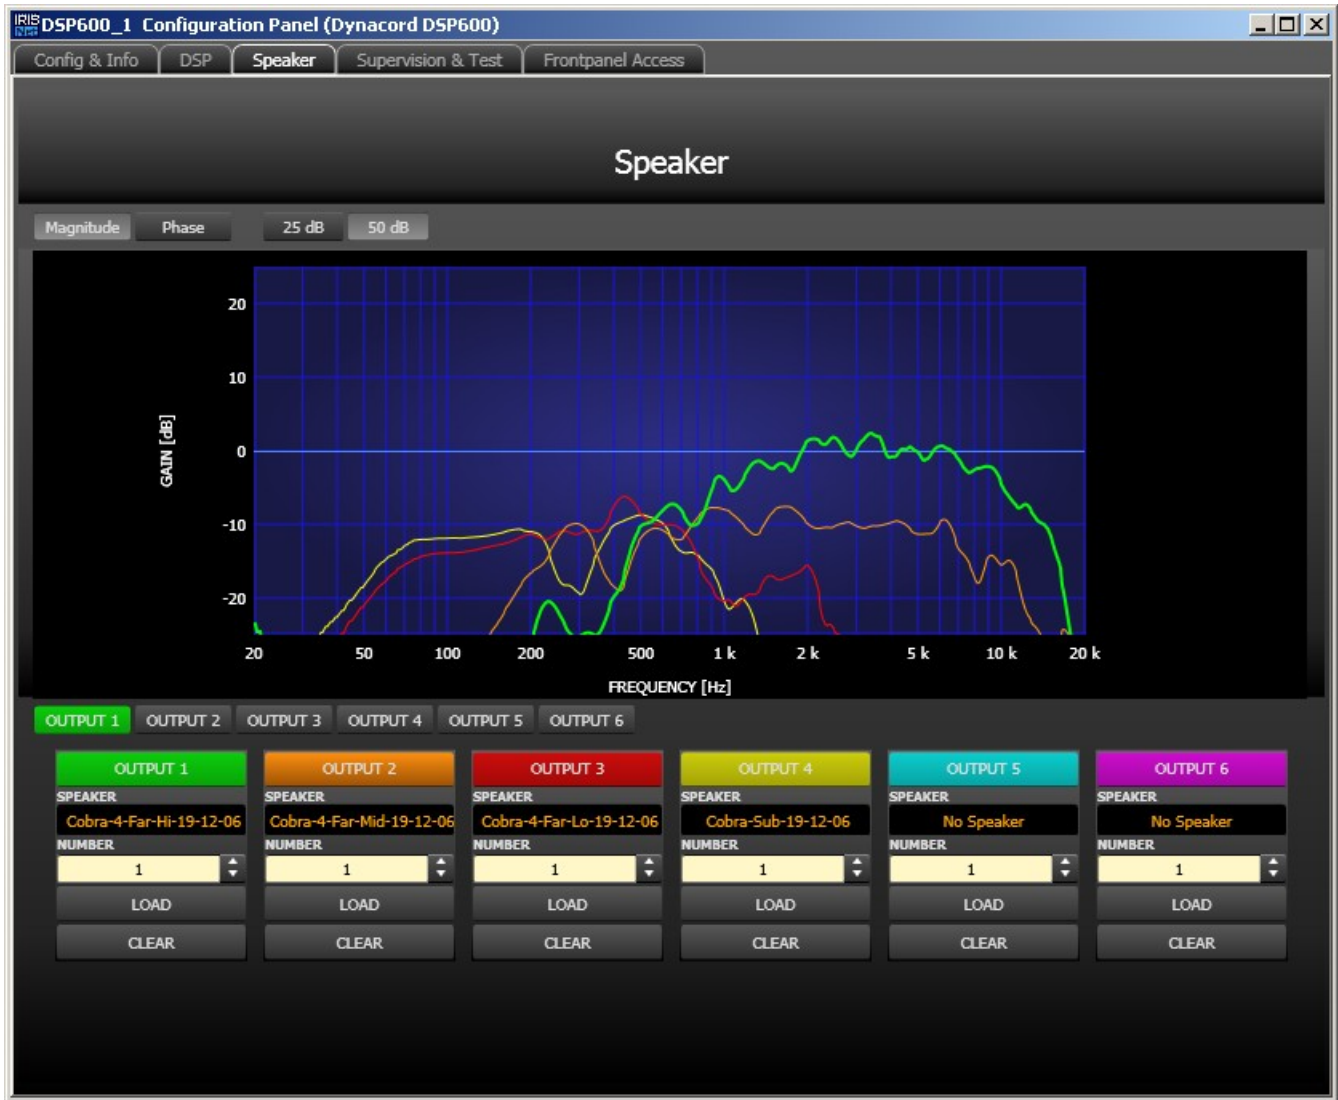 IRIS NET DSP600_1 Configuration Panel (Dynacord DSP600)
Config & Info DSP Speaker Supervision & Test Frontpanel Access
Speaker
Magnitude Phase 25 dB 50 dB
20
10
0
-10
-20
GAIN [dB]
20 50 100 200 500 1 k 2 k 5 k 10 k 20 k
FREQUENCY [Hz]
OUTPUT 1 OUTPUT 2 OUTPUT 3 OUTPUT 4 OUTPUT 5 OUTPUT 6
OUTPUT 1 OUTPUT 2 OUTPUT 3 OUTPUT 4 OUTPUT 5 OUTPUT 6
SPEAKER SPEAKER SPEAKER SPEAKER SPEAKER SPEAKER
Cobra-4-Far-Hi-19-12-06 Cobra-4-Far-Mid-19-12-06 Cobra-4-Far-Lo-19-12-06 Cobra-Sub-19-12-06 No Speaker No Speaker
NUMBER NUMBER NUMBER NUMBER NUMBER NUMBER
1 1 1 1 1 1
LOAD LOAD LOAD LOAD LOAD LOAD
CLEAR CLEAR CLEAR CLEAR CLEAR CLEAR